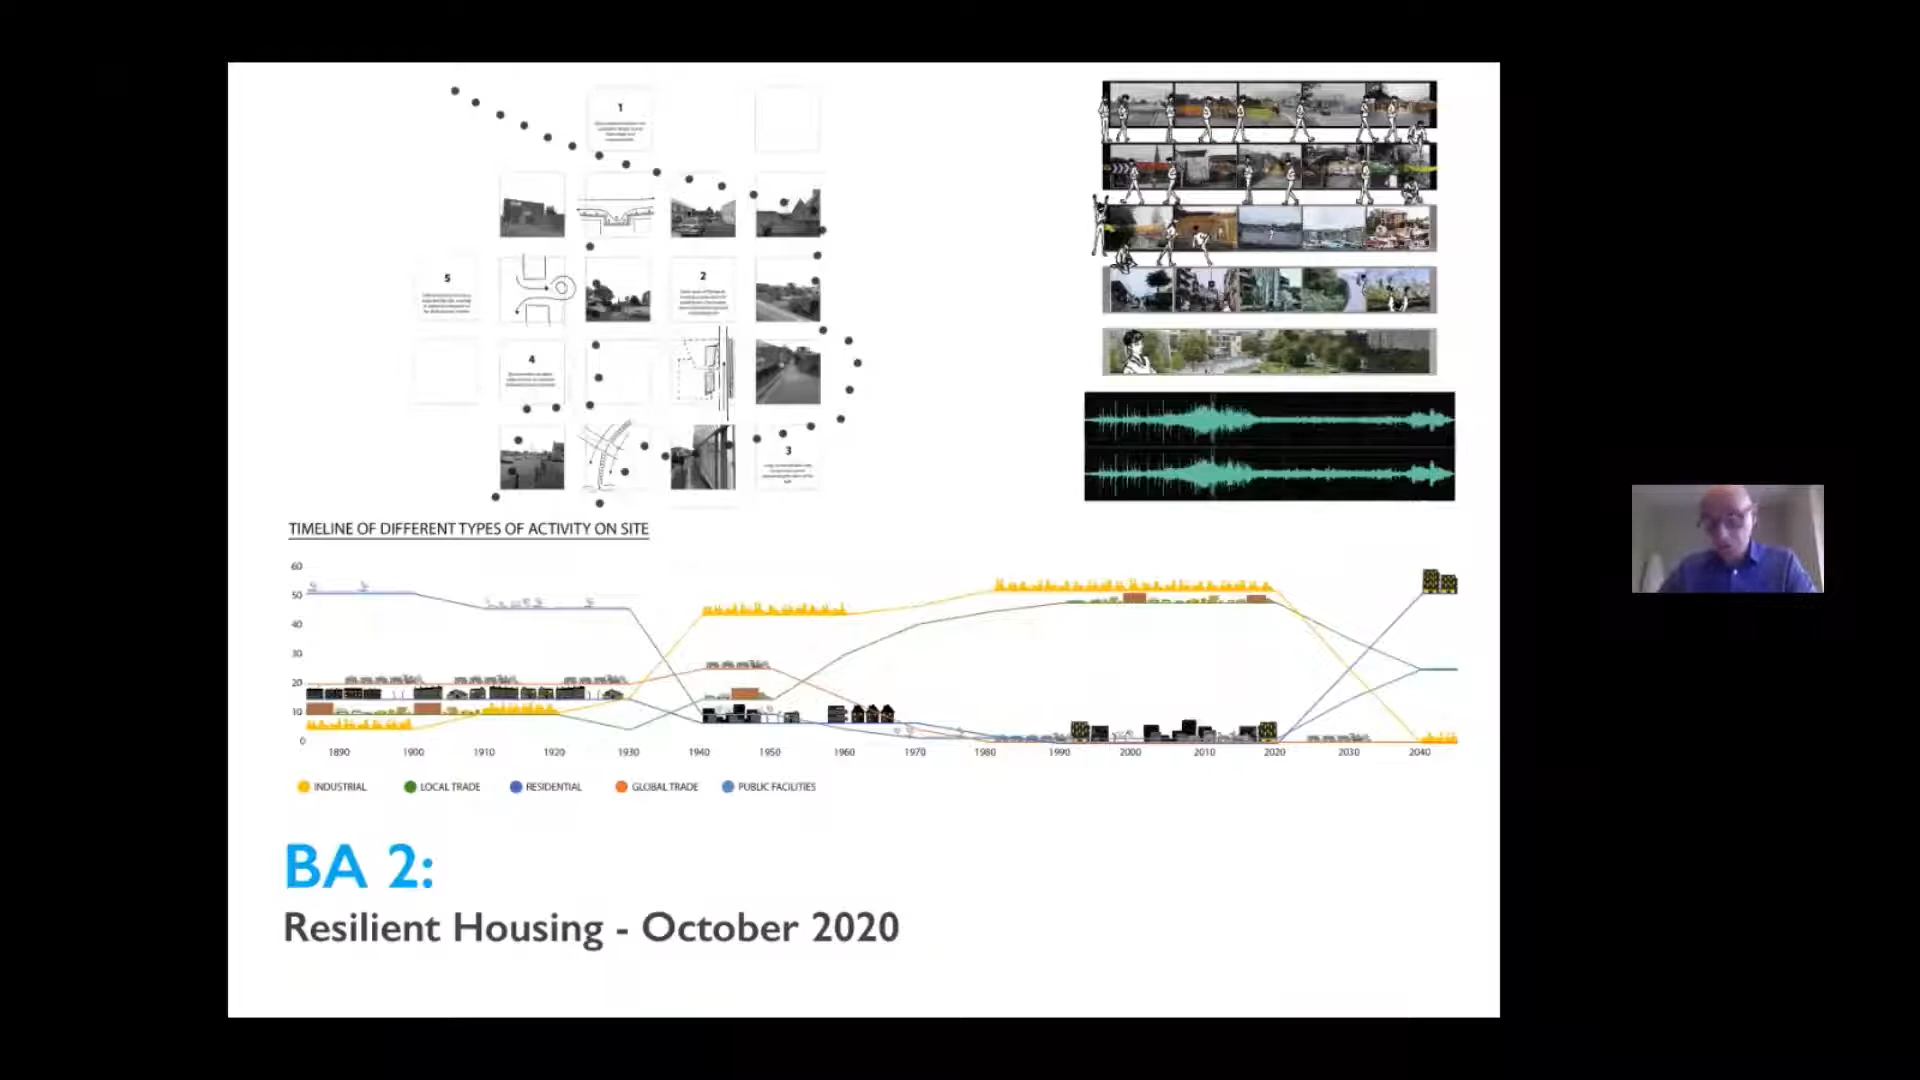 1
5
2
4
3
TIMELINE OF DIFFERENT TYPES OF ACTIVITY ON SITE
60
50
40
30
20
10
0
1890 1900 1910 1920 1930 1940 1950 1960 1970 1980 1990 2000 2010 2020 2030 2040
INDUSTRIAL LOCAL TRADE RESIDENTIAL GLOBAL TRADE PUBLIC FACILITIES
BA 2:
Resilient Housing - October 2020